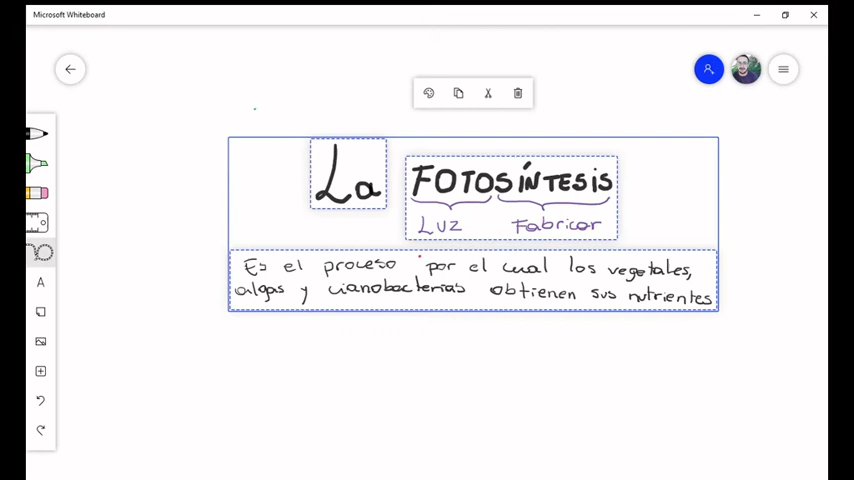 Microsoft Whiteboard
La FOTOSÍNTESIS
Luz Fabricar
Es el proceso por el cual los vegetales,
algas y cianobacterias obtienen sus nutrientes
A